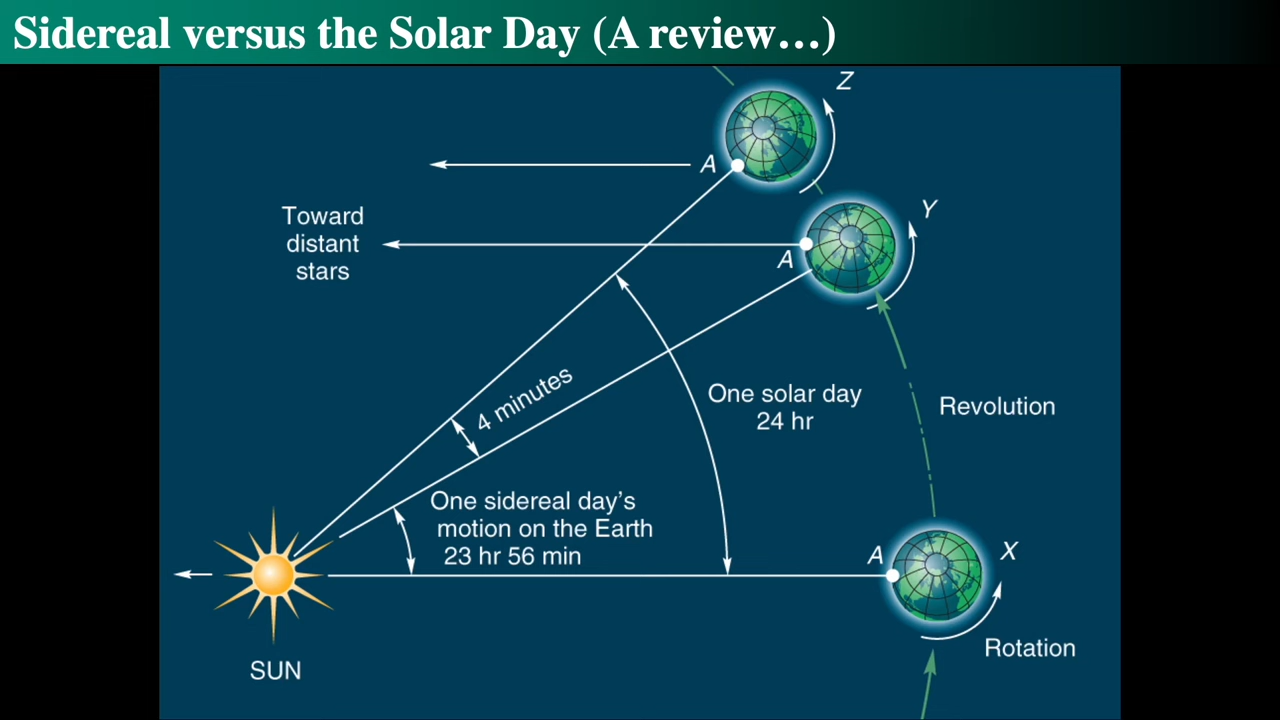 Sidereal versus the Solar Day (A review…)
Z
A
Y
Toward
distant
stars
A
4 minutes
One solar day
24 hr
Revolution
One sidereal day's
motion on the Earth
23 hr 56 min
A
X
Rotation
SUN